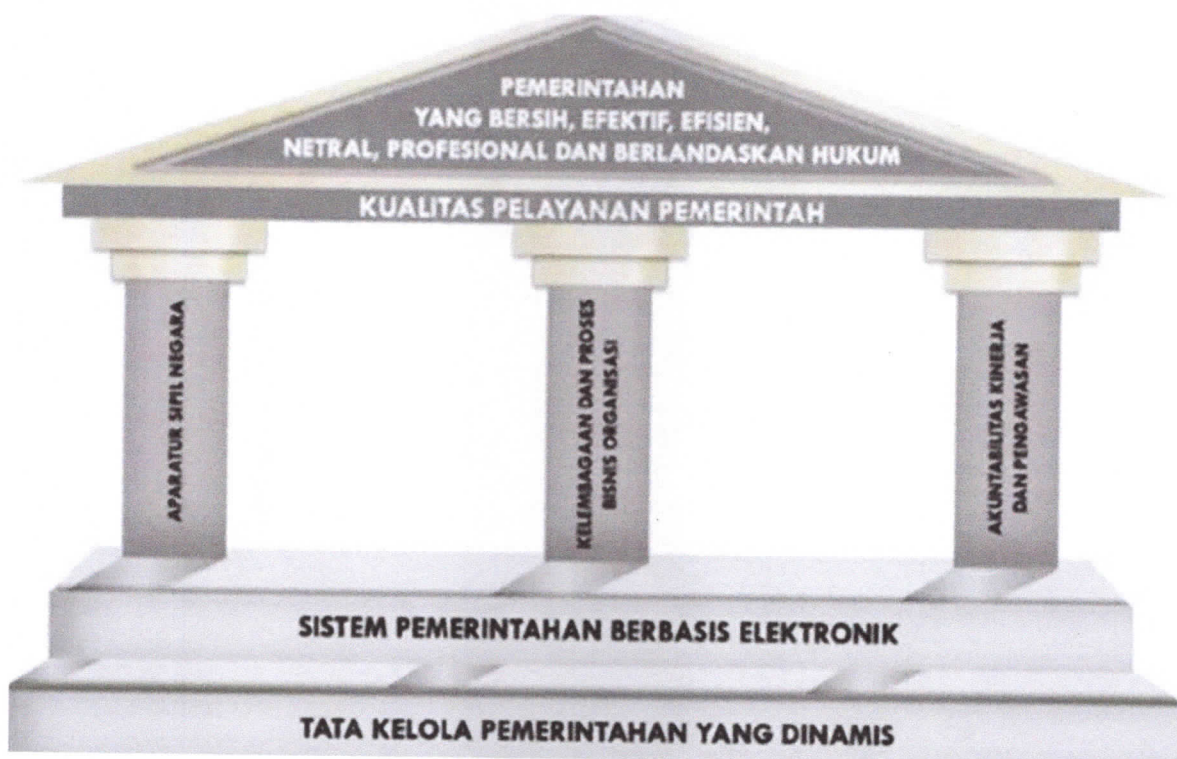 PEMERINTAHAN
YANG BERSIH, EFEKTIF, EFISIEN,
NETRAL, PROFESIONAL DAN BERLANDASKAN HUKUM
KUALITAS PELAYANAN PEMERINTAH
APARATUR SIPIL NEGARA
KELEMBAGAAN DAN PROSES
BISNIS ORGANISASI
AKUNTABILITAS KINERJA
DAN PENGAWASAN
SISTEM PEMERINTAHAN BERBASIS ELEKTRONIK
TATA KELOLA PEMERINTAHAN YANG DINAMIS